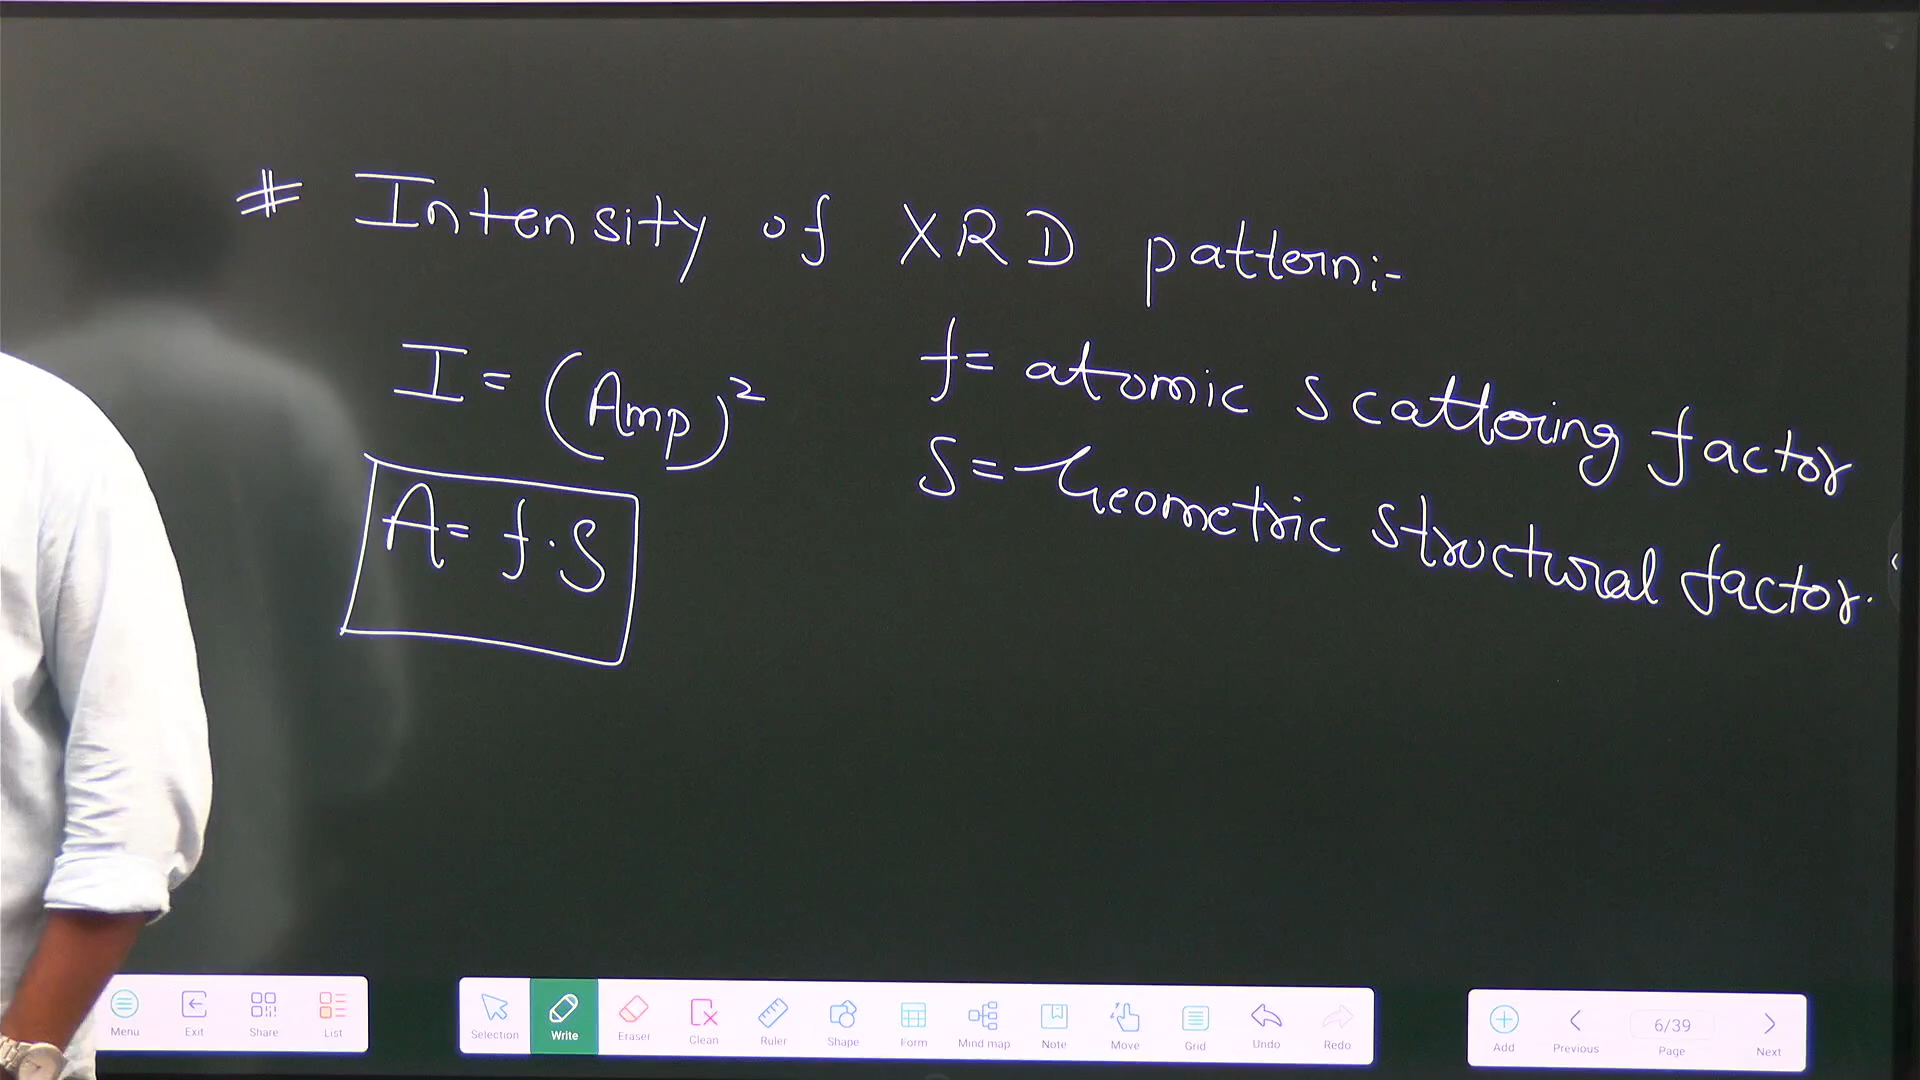 # Intensity of XRD pattern:-
I = (Amp)²
A = f·S
f = atomic scattering factor
S = Geometric structural factor.
Menu Exit Share List
Selection Write Eraser Clean Ruler Shape Form Mind map Note Move Grid Undo Redo
Add Previous 6/39 Page Next